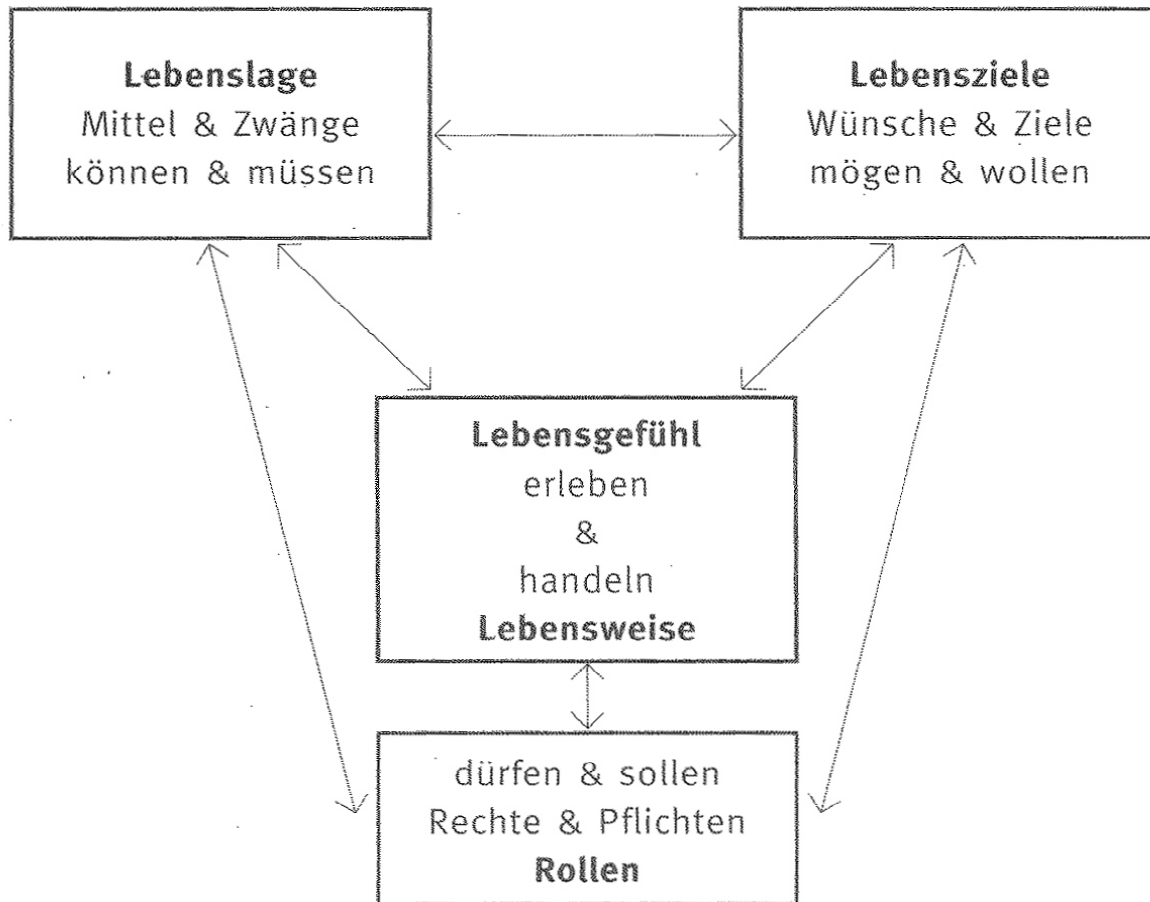 Lebenslage
Mittel & Zwänge
können & müssen
Lebensziele
Wünsche & Ziele
mögen & wollen
Lebensgefühl
erleben
&
handeln
Lebensweise
dürfen & sollen
Rechte & Pflichten
Rollen